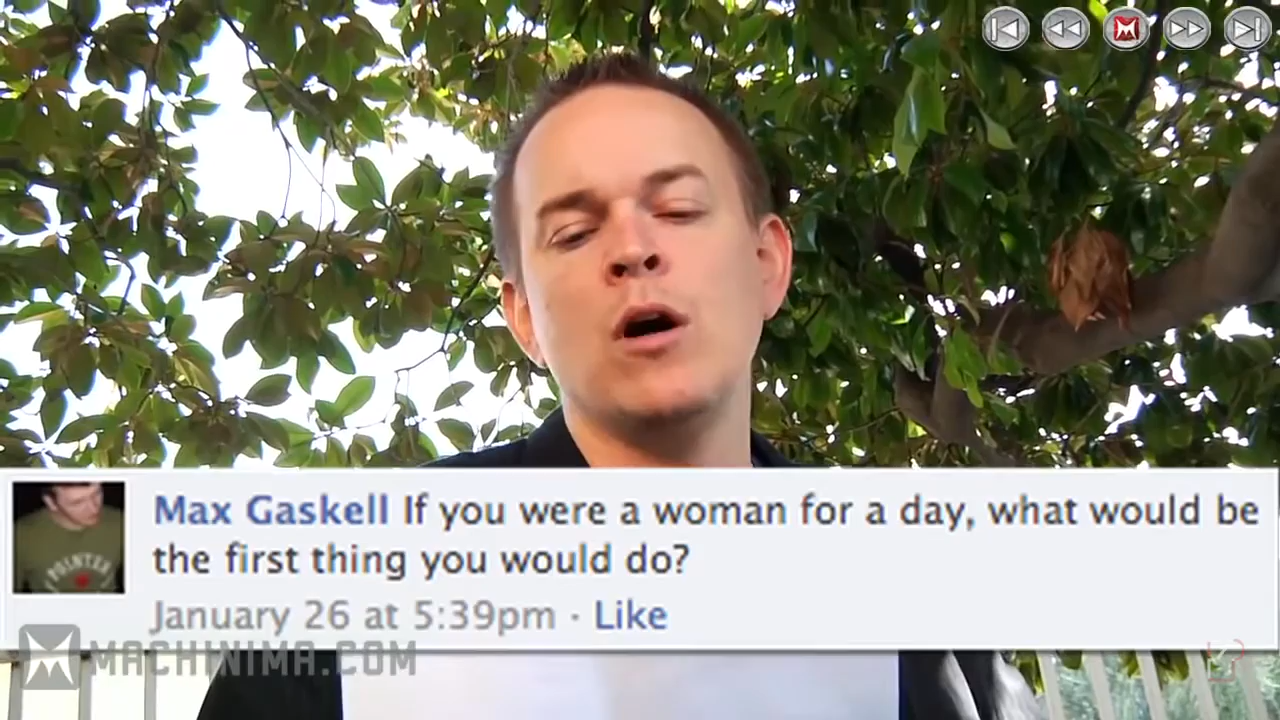 Max Gaskell If you were a woman for a day, what would be
the first thing you would do?
January 26 at 5:39pm · Like
MACHINIMA.COM